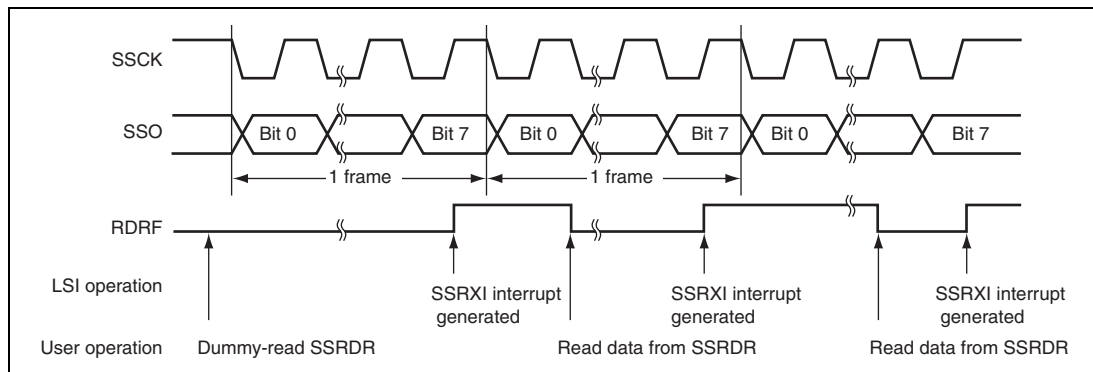 SSCK
SSO
Bit 0
Bit 7
Bit 0
Bit 7
Bit 0
Bit 7
1 frame
1 frame
RDRF
LSI operation
SSRXI interrupt
generated
SSRXI interrupt
generated
SSRXI interrupt
generated
User operation
Dummy-read SSRDR
Read data from SSRDR
Read data from SSRDR